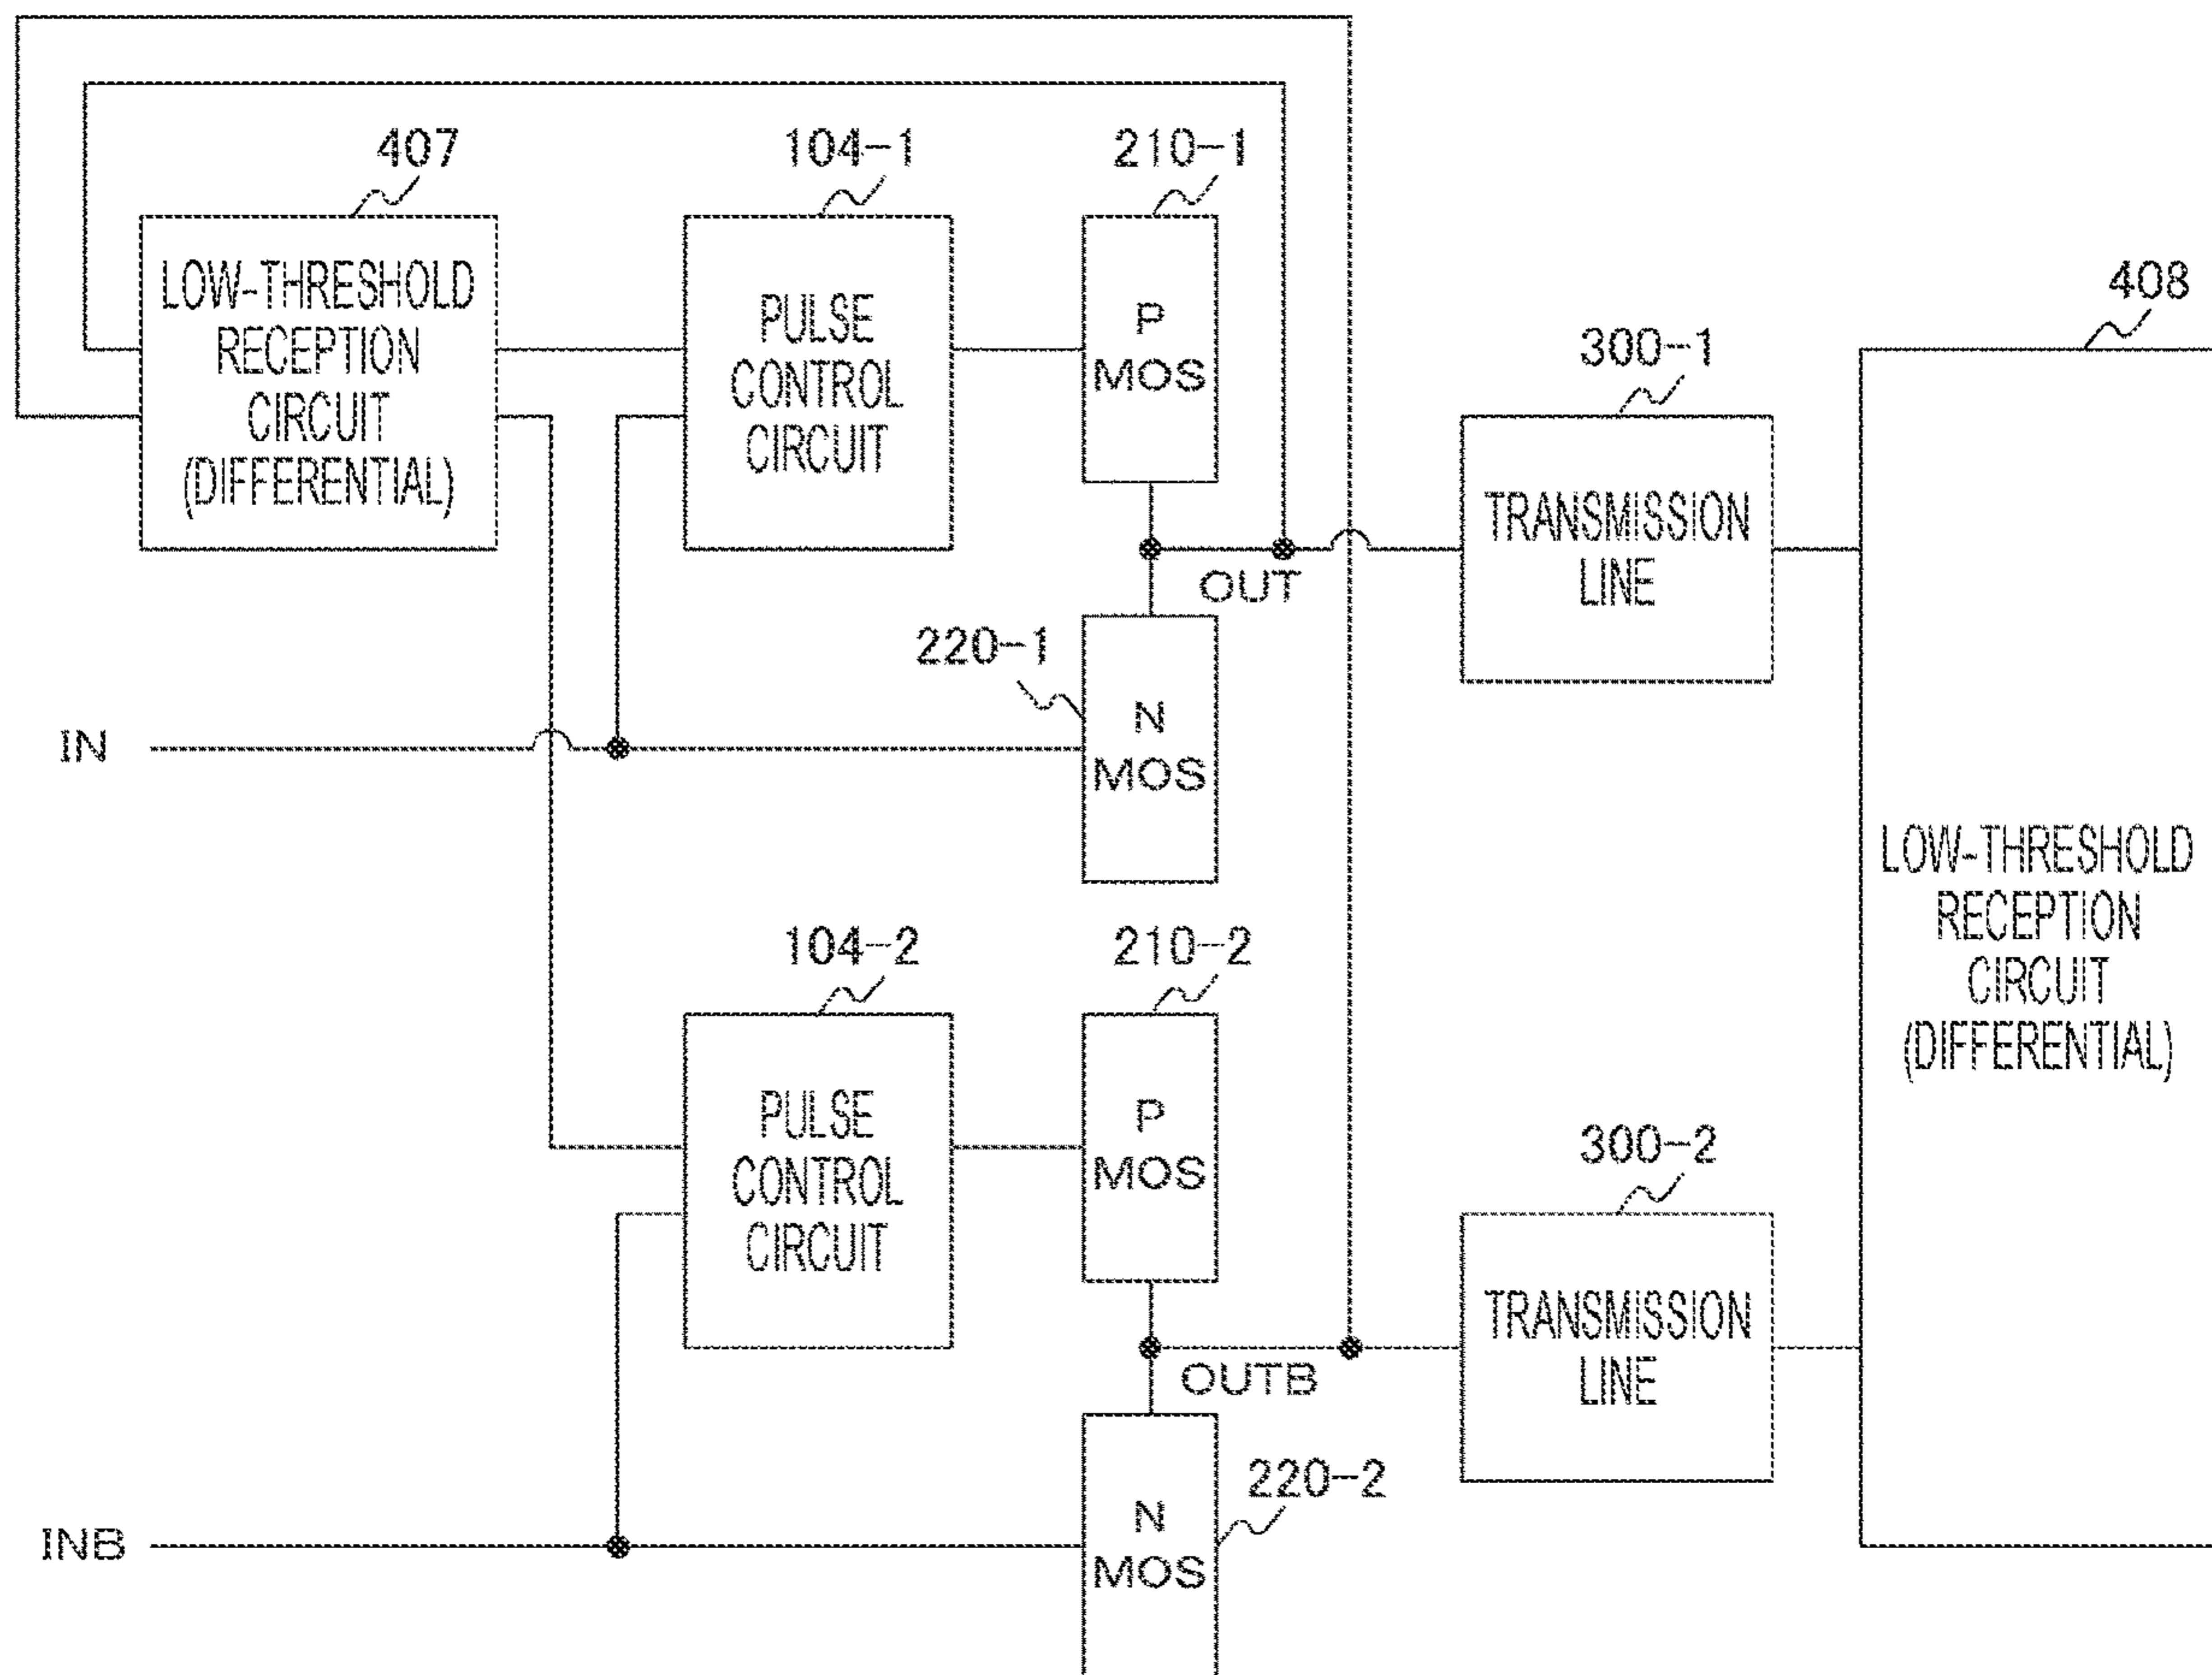 407
104-1
210-1
LOW-THRESHOLD
RECEPTION
CIRCUIT
(DIFFERENTIAL)
PULSE
CONTROL
CIRCUIT
P
MOS
408
300-1
TRANSMISSION
LINE
OUT
220-1
N
MOS
IN
LOW-THRESHOLD
RECEPTION
CIRCUIT
(DIFFERENTIAL)
104-2
210-2
PULSE
CONTROL
CIRCUIT
P
MOS
300-2
TRANSMISSION
LINE
OUTB
220-2
N
MOS
INB